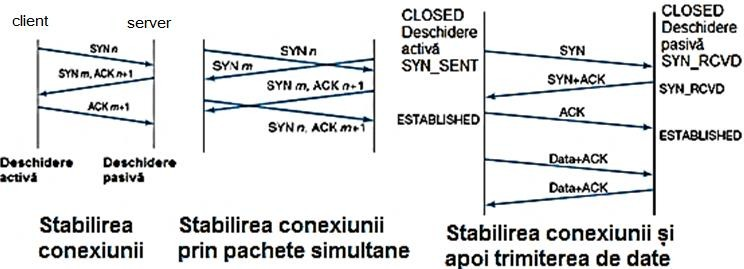 client
server
SYN n
SYN m, ACK n+1
ACK m+1
Deschidere
activă
Deschidere
pasivă
Stabilirea
conexiunii
SYN n
SYN m
SYN m, ACK n+1
SYN n, ACK m+1
Stabilirea conexiunii
prin pachete simultane
CLOSED
Deschidere
activă
SYN_SENT
ESTABLISHED
SYN
SYN+ACK
ACK
Data+ACK
Data+ACK
CLOSED
Deschidere
pasivă
SYN_RCVD
SYN_RCVD
ESTABLISHED
Stabilirea conexiunii și
apoi trimiterea de date